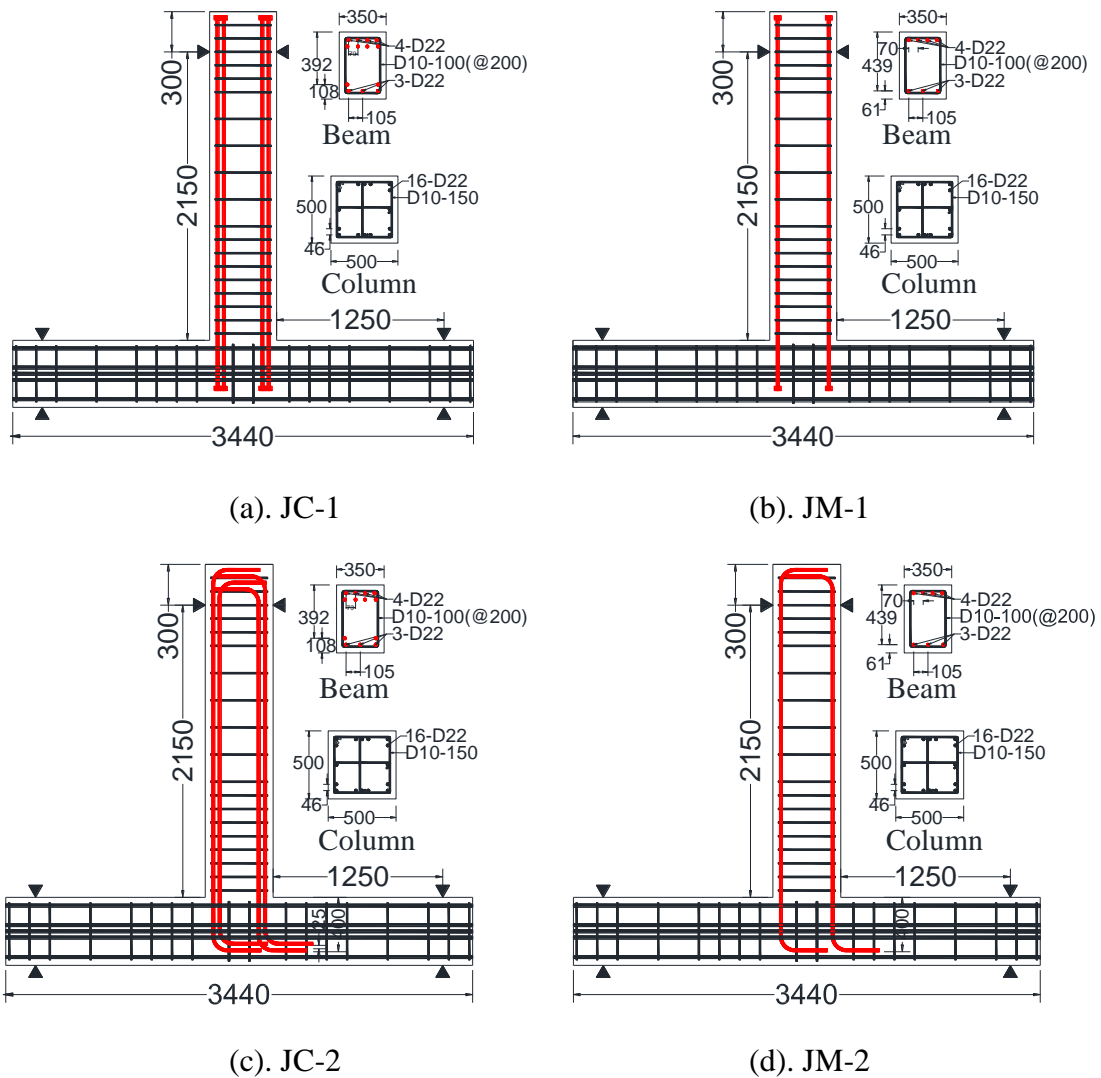 350
4-D22
D10-100(@200)
3-D22
392
108
105
Beam
300
2150
16-D22
D10-150
500
46
500
Column
1250
3440
(a). JC-1
350
70
4-D22
D10-100(@200)
3-D22
439
61
105
Beam
300
2150
16-D22
D10-150
500
46
500
Column
1250
3440
(b). JM-1
350
4-D22
D10-100(@200)
3-D22
392
108
105
Beam
300
2150
16-D22
D10-150
500
46
500
Column
1250
25
3440
(c). JC-2
350
70
4-D22
D10-100(@200)
3-D22
439
61
105
Beam
300
2150
16-D22
D10-150
500
46
500
Column
1250
3440
(d). JM-2